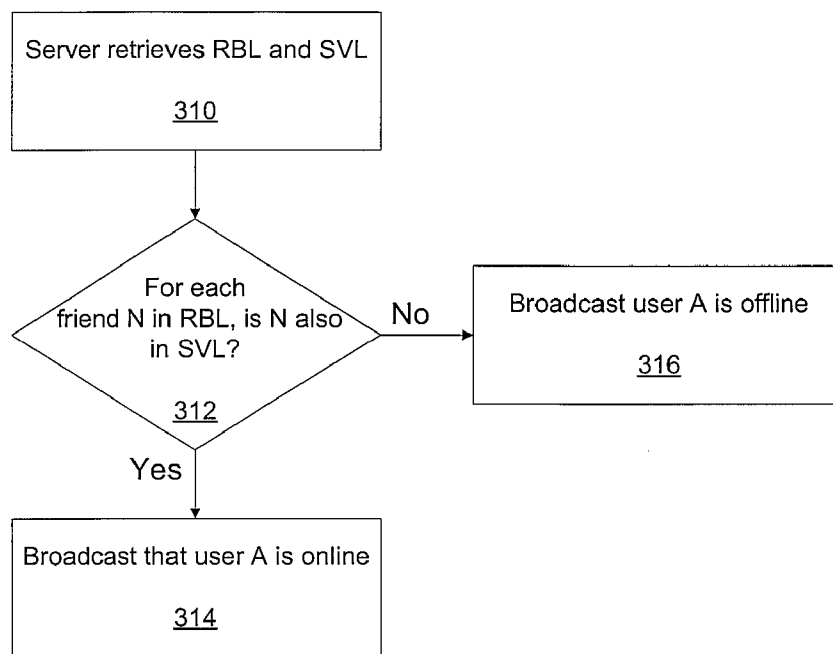 Server retrieves RBL and SVL
310
For each
friend N in RBL, is N also
in SVL?
312
No
Broadcast user A is offline
316
Yes
Broadcast that user A is online
314